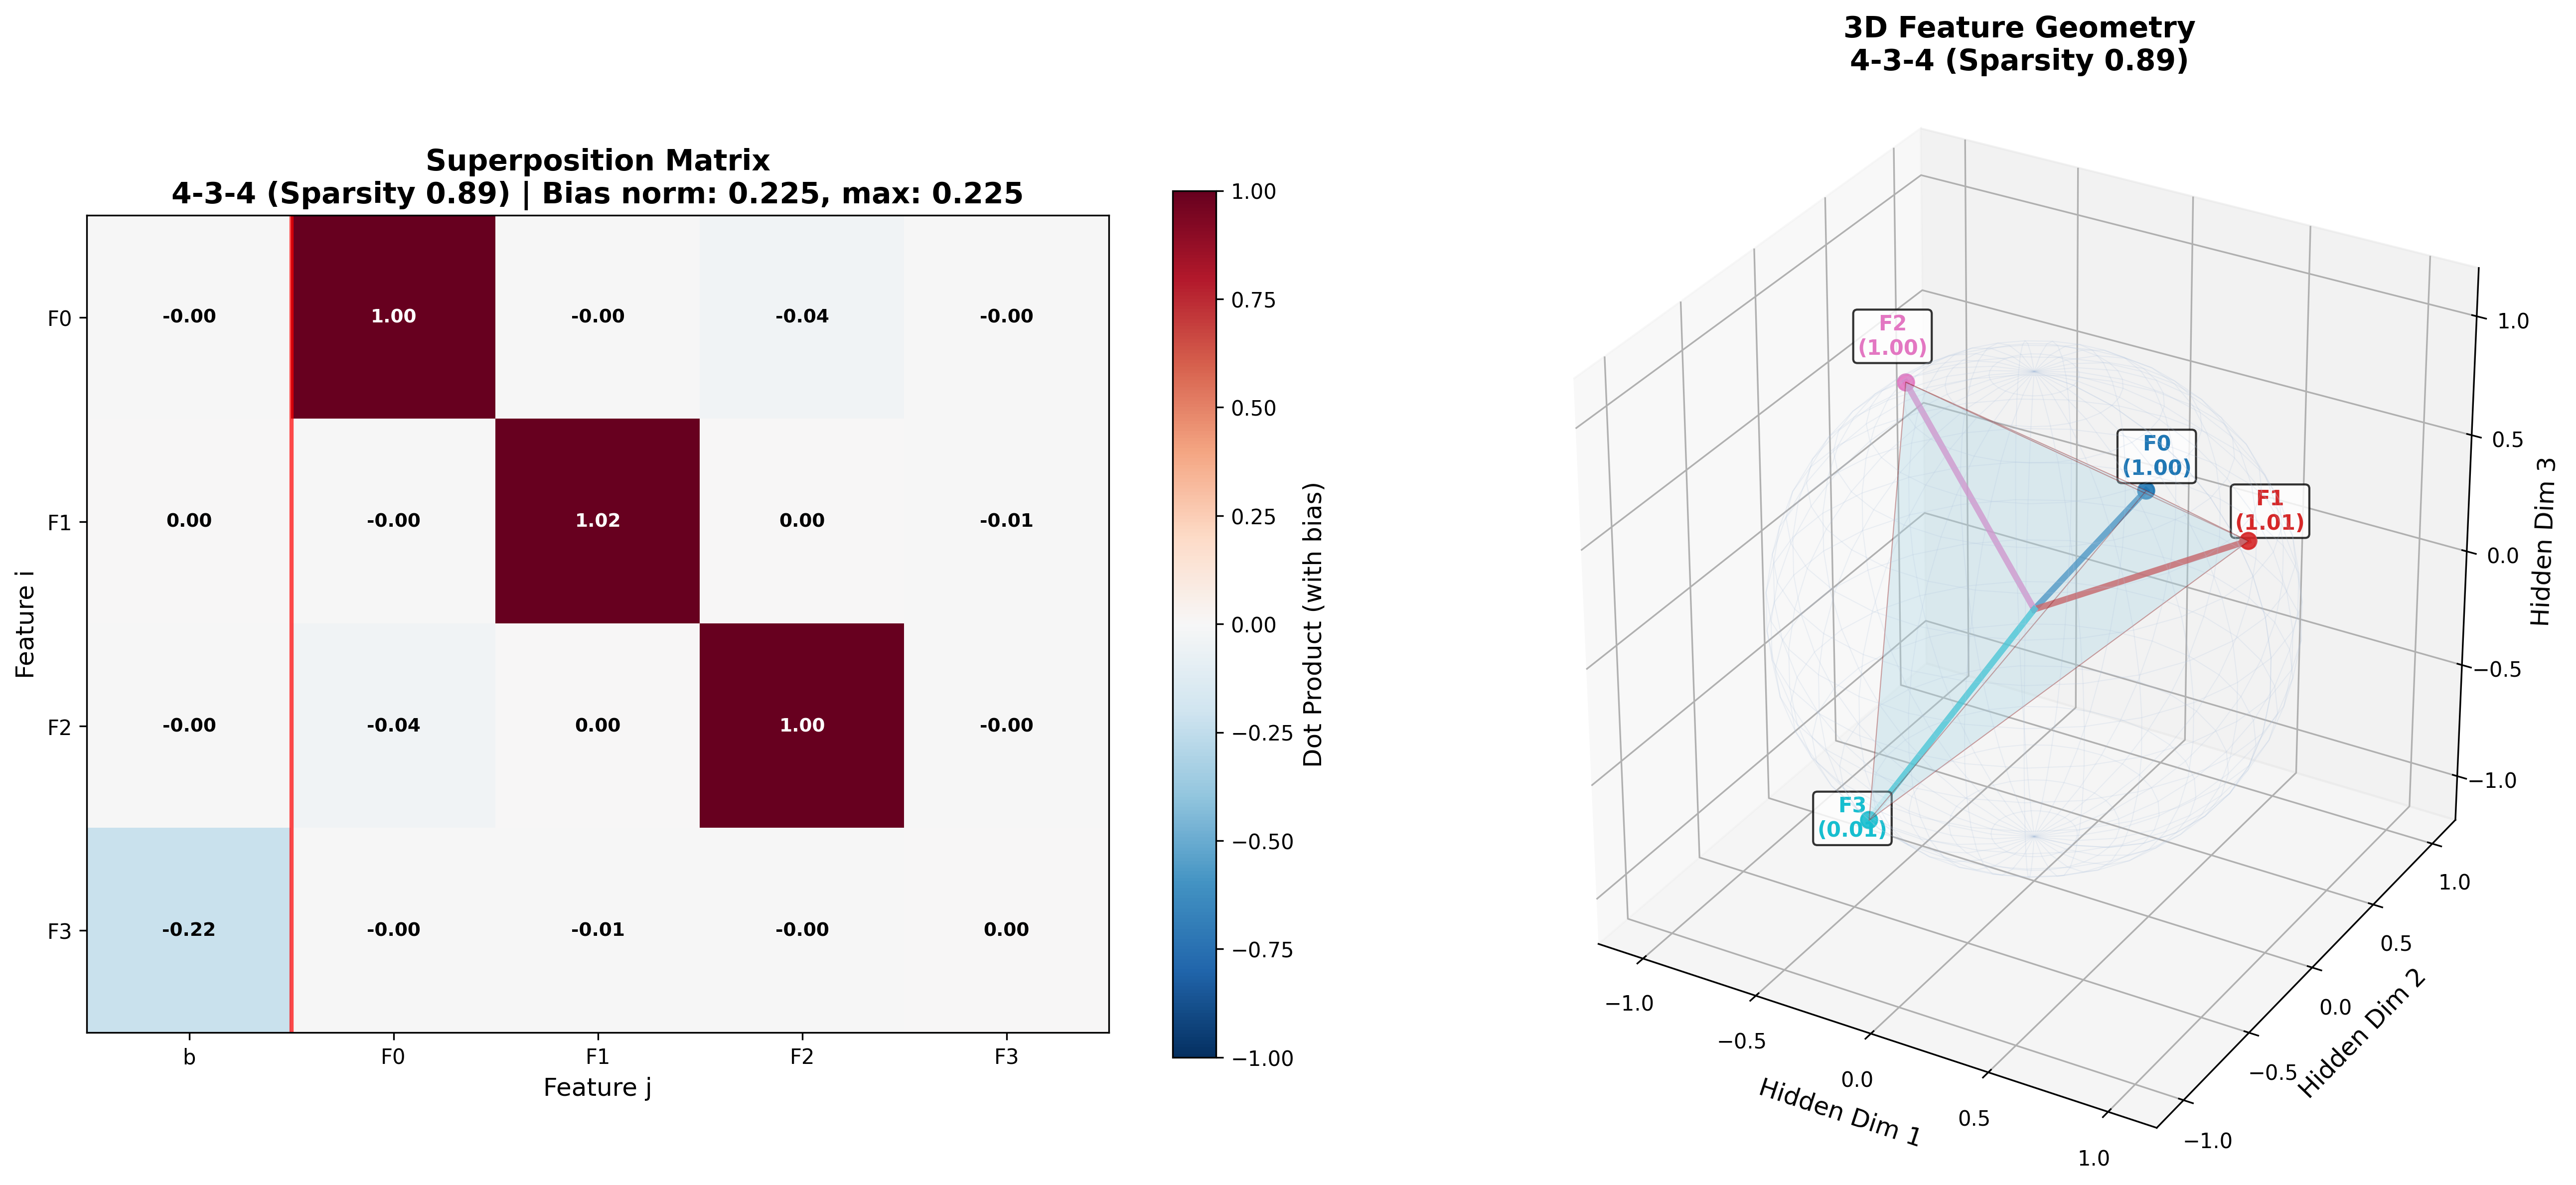 Superposition Matrix
4-3-4 (Sparsity 0.89) | Bias norm: 0.225, max: 0.225
Feature i
F0
-0.00
1.00
-0.00
-0.04
-0.00
F1
0.00
-0.00
1.02
0.00
-0.01
F2
-0.00
-0.04
0.00
1.00
-0.00
F3
-0.22
-0.00
-0.01
-0.00
0.00
b
F0
F1
F2
F3
Feature j
1.00
0.75
0.50
0.25
0.00
−0.25
−0.50
−0.75
−1.00
Dot Product (with bias)
3D Feature Geometry
4-3-4 (Sparsity 0.89)
F2
(1.00)
F0
(1.00)
F1
(1.01)
F3
(0.01)
1.0
0.5
0.0
−0.5
−1.0
Hidden Dim 3
−1.0
−0.5
0.0
0.5
1.0
Hidden Dim 1
1.0
0.5
0.0
−0.5
−1.0
Hidden Dim 2